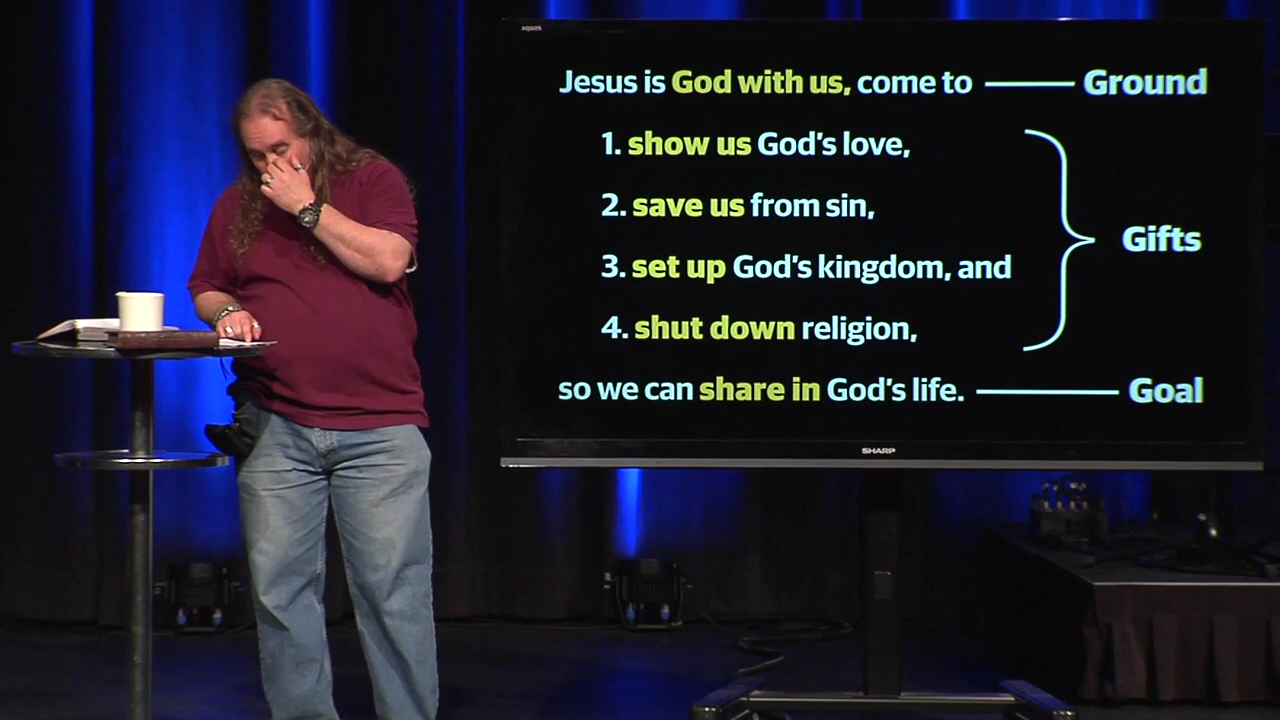 AQUOS
Jesus is God with us, come to Ground
1. show us God's love,
2. save us from sin,
Gifts
3. set up God's kingdom, and
4. shut down religion,
so we can share in God's life. Goal
SHARP